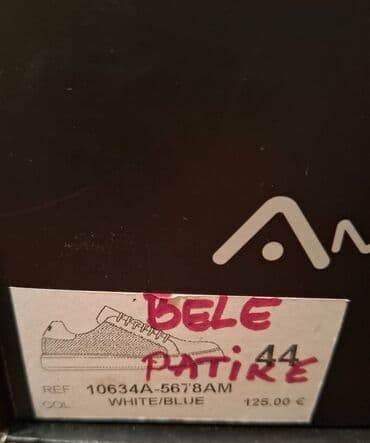 BELE
PATIKE
44
REF 10634A-5678AM
COL WHITE/BLUE 125.00 €